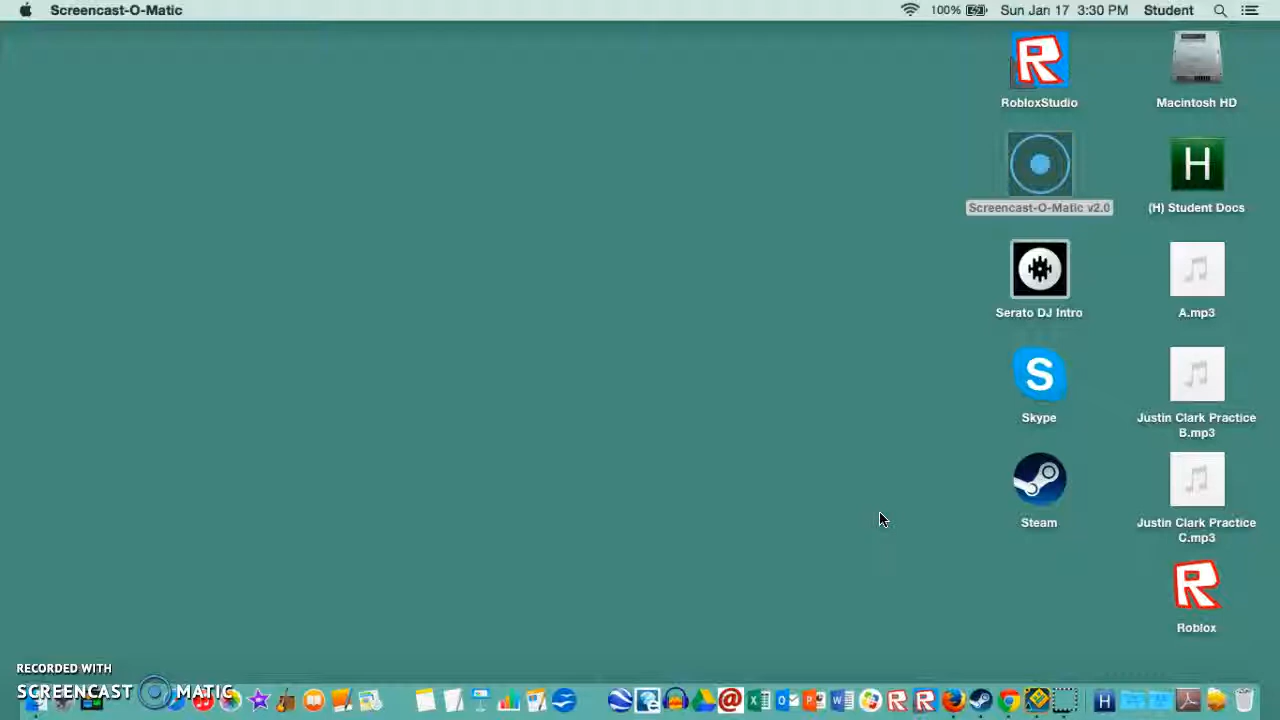 Screencast-O-Matic
100%
Sun Jan 17 3:30 PM Student
R
RobloxStudio
Macintosh HD
Screencast-O-Matic v2.0
H
(H) Student Docs
Serato DJ Intro
A.mp3
S
Skype
Justin Clark Practice
B.mp3
Steam
Justin Clark Practice
C.mp3
R
Roblox
RECORDED WITH
SCREENCAST MATIC